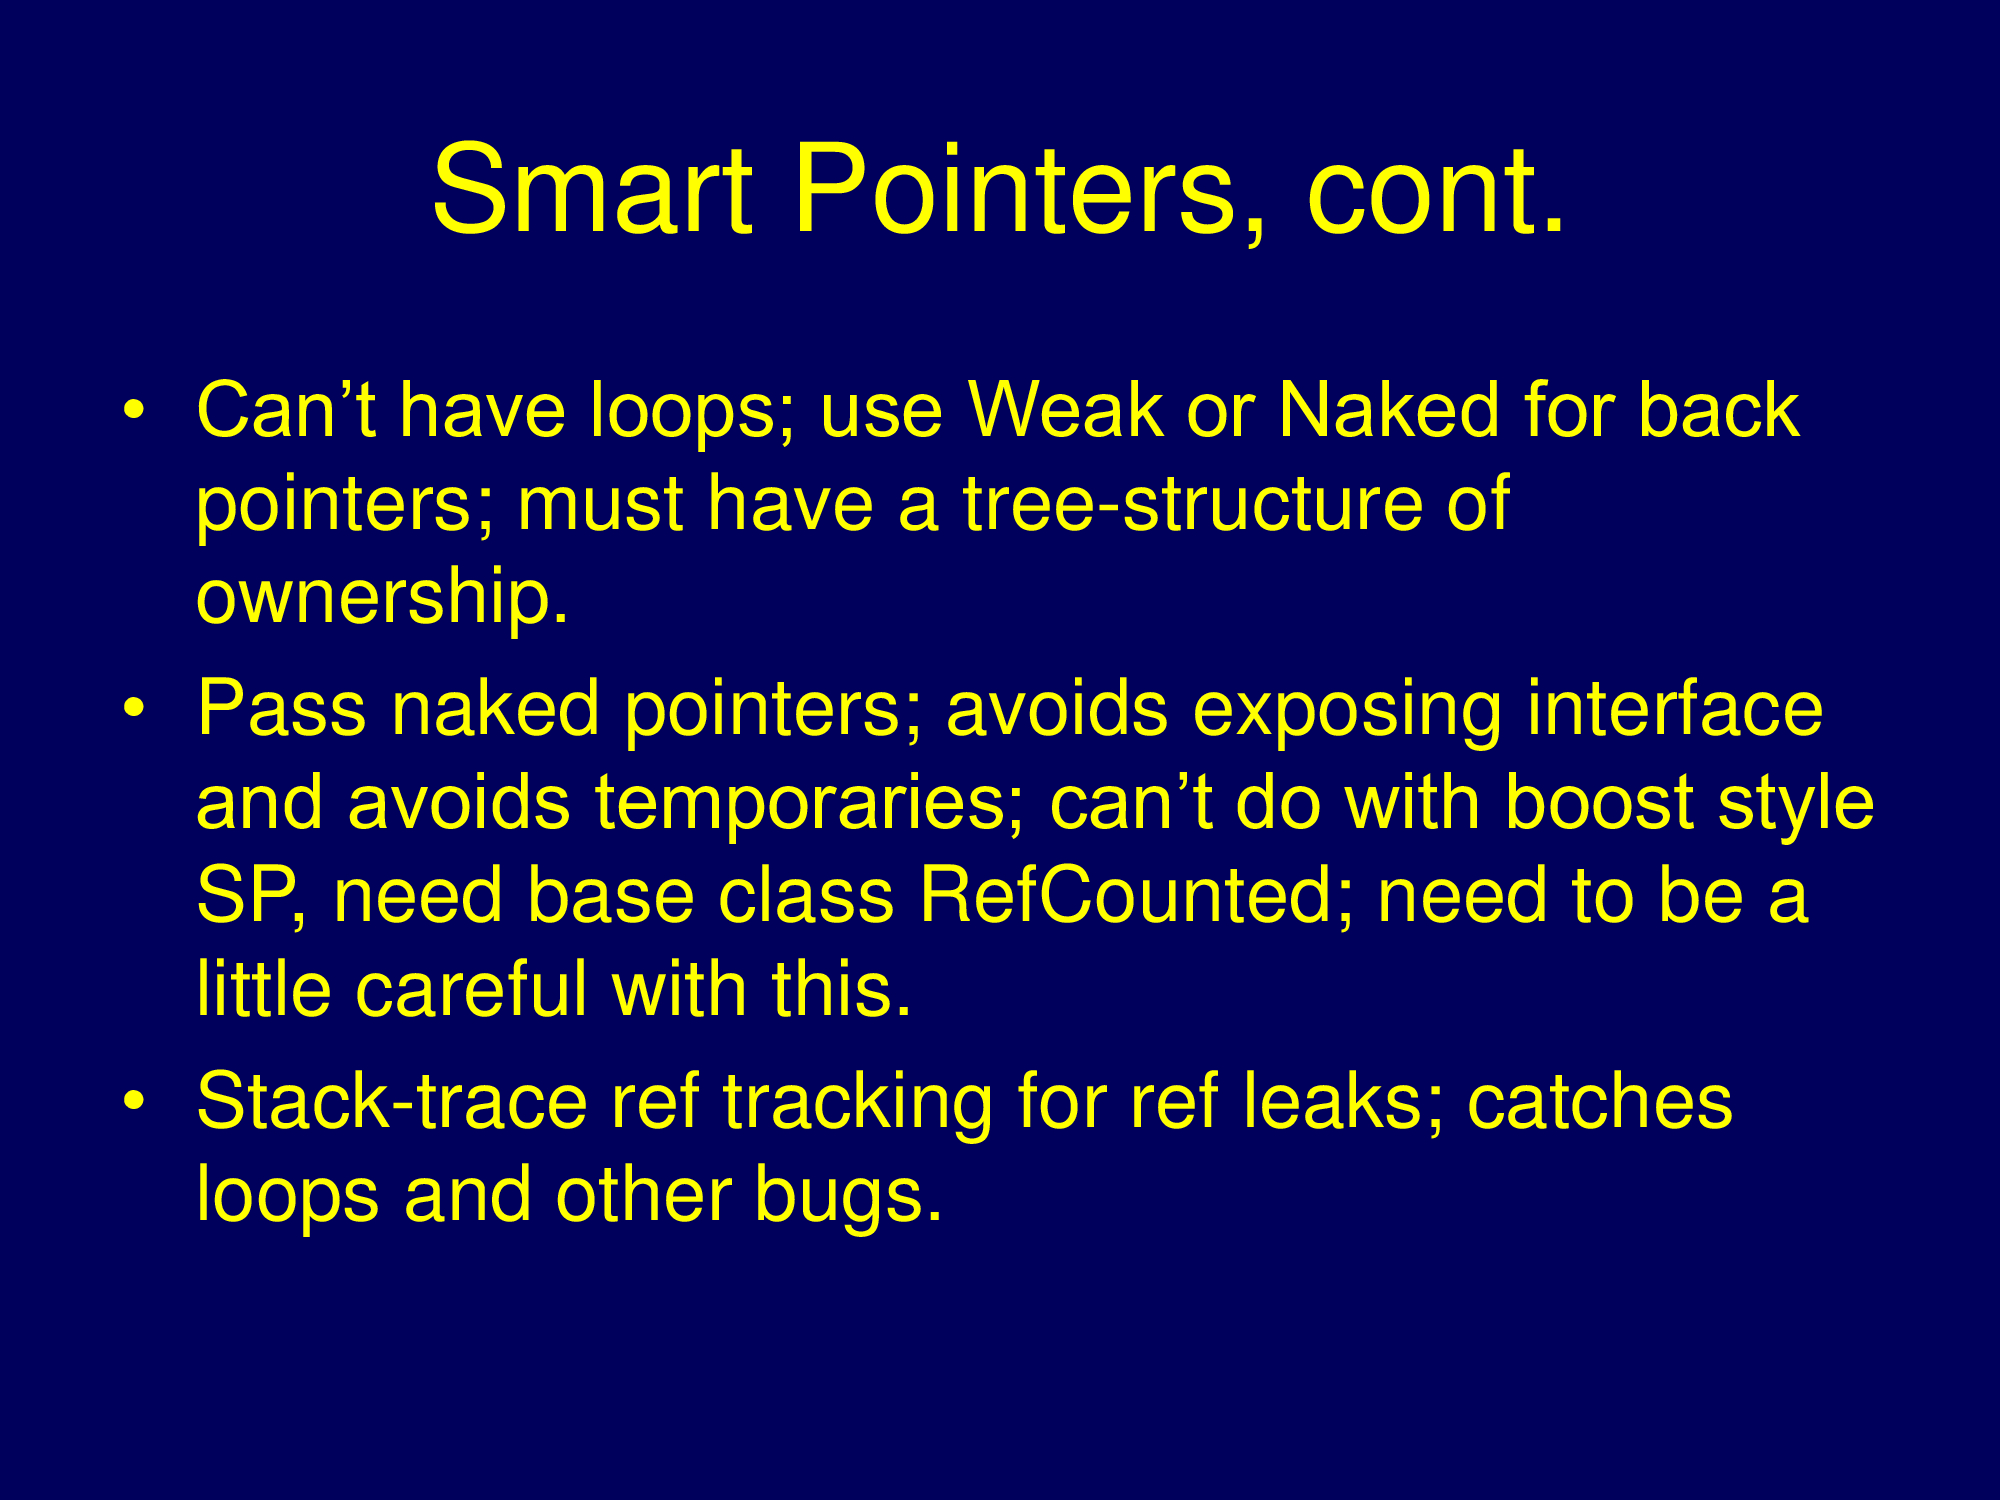 Smart Pointers, cont.
• Can’t have loops; use Weak or Naked for back
pointers; must have a tree-structure of
ownership.
• Pass naked pointers; avoids exposing interface
and avoids temporaries; can’t do with boost style
SP, need base class RefCounted; need to be a
little careful with this.
• Stack-trace ref tracking for ref leaks; catches
loops and other bugs.